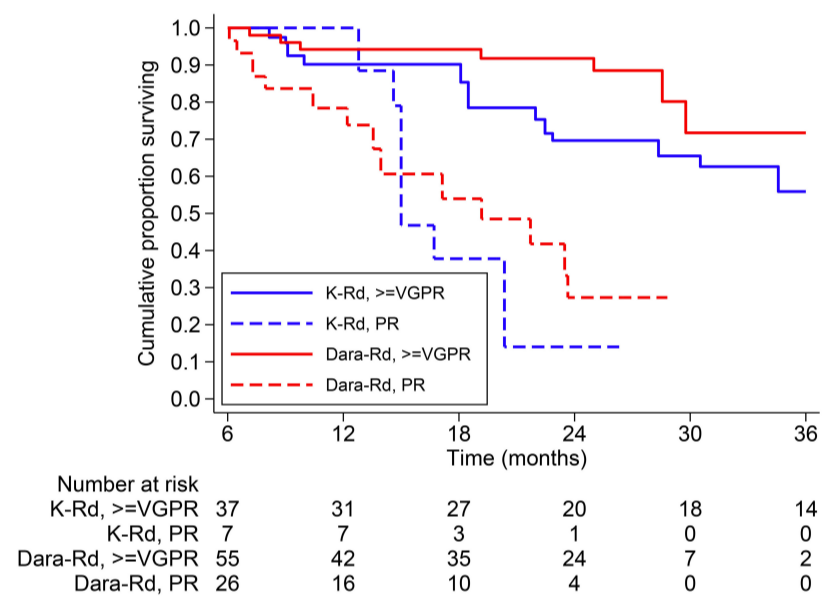 Cumulative proportion surviving
1.0
0.9
0.8
0.7
0.6
0.5
0.4
0.3
0.2
0.1
0.0
K-Rd, >=VGPR
K-Rd, PR
Dara-Rd, >=VGPR
Dara-Rd, PR
6 12 18 24 30 36
Time (months)
Number at risk
K-Rd, >=VGPR 37 31 27 20 18 14
K-Rd, PR 7 7 3 1 0 0
Dara-Rd, >=VGPR 55 42 35 24 7 2
Dara-Rd, PR 26 16 10 4 0 0